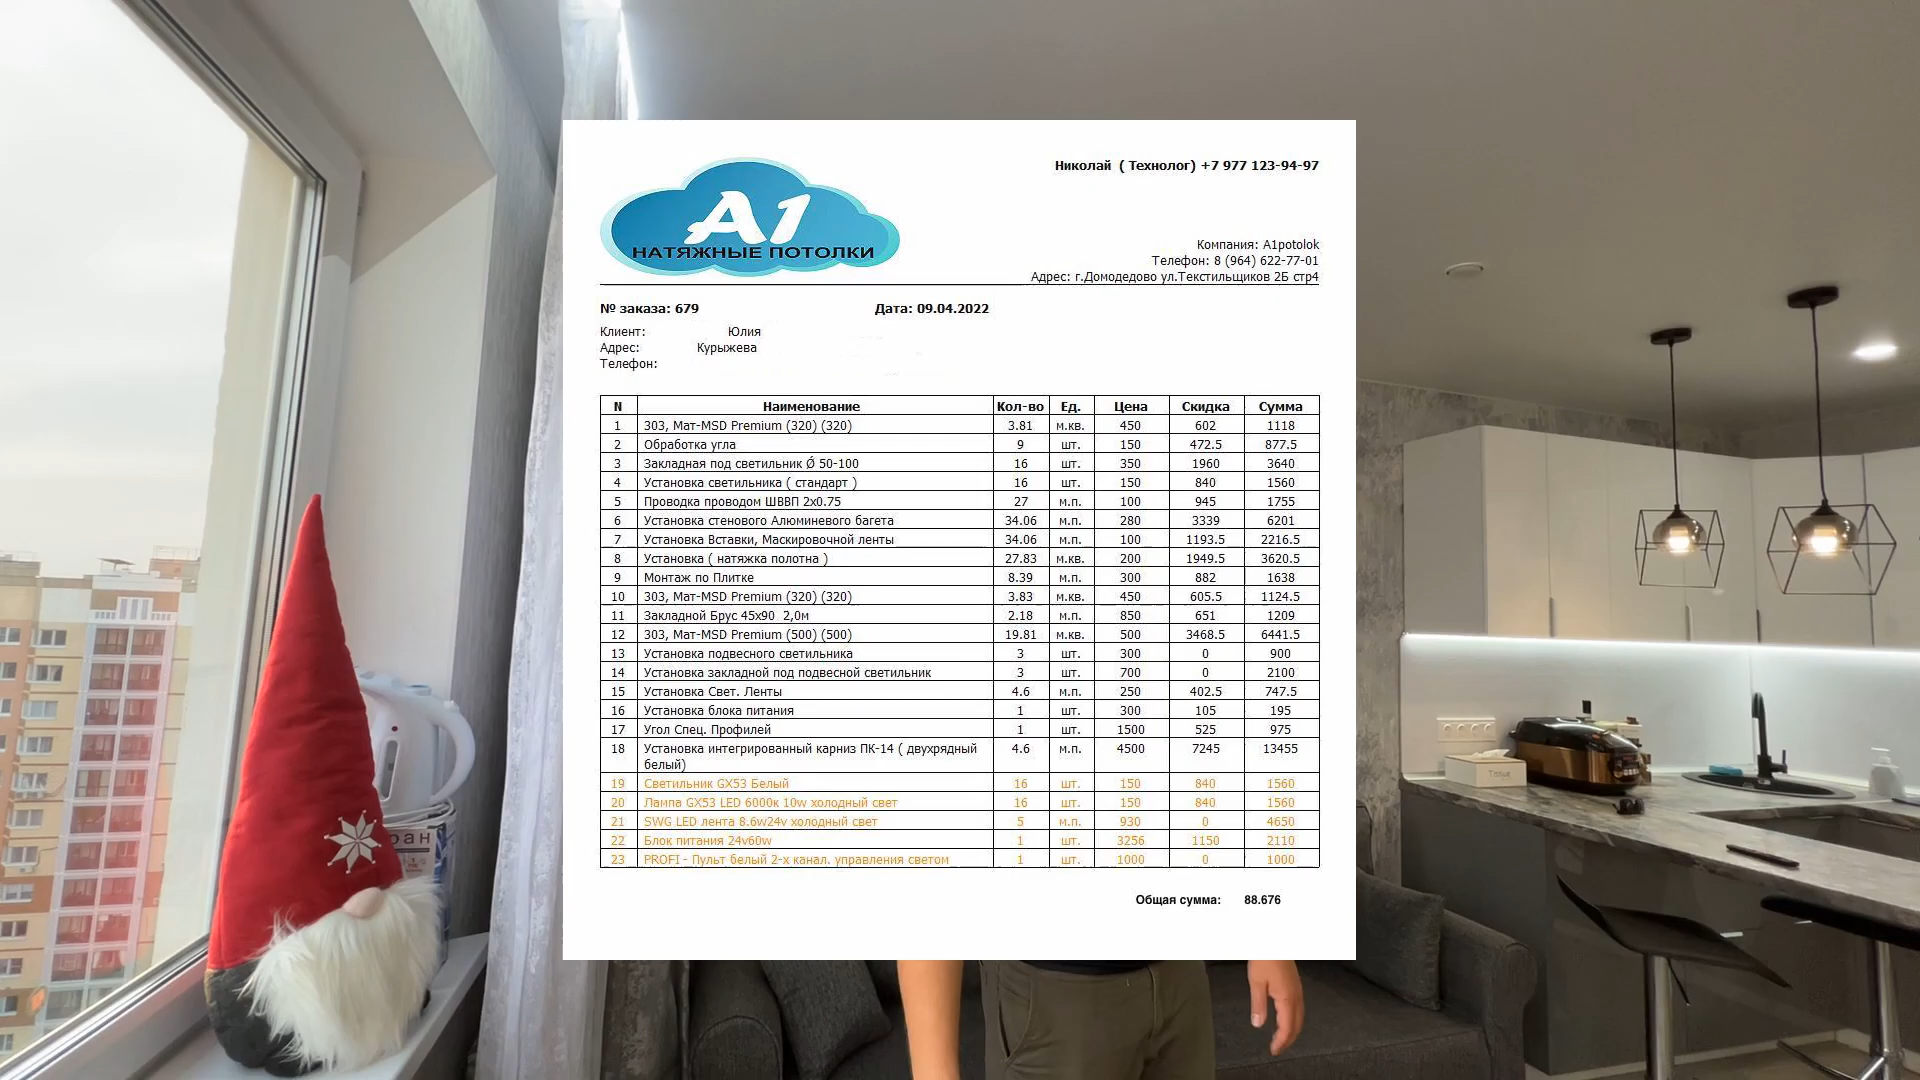 A1
НАТЯЖНЫЕ ПОТОЛКИ
Николай ( Технолог) +7 977 123-94-97
Компания: A1potolok
Телефон: 8 (964) 622-77-01
Адрес: г.Домодедово ул.Текстильщиков 2Б стр4
№ заказа: 679 Дата: 09.04.2022
Клиент: Юлия
Адрес: Курыжева
Телефон:
N Наименование Кол-во Ед. Цена Скидка Сумма
1 303, Мат-MSD Premium (320) (320) 3.81 м.кв. 450 602 1118
2 Обработка угла 9 шт. 150 472.5 877.5
3 Закладная под светильник Ǿ 50-100 16 шт. 350 1960 3640
4 Установка светильника ( стандарт ) 16 шт. 150 840 1560
5 Проводка проводом ШВВП 2х0.75 27 м.п. 100 945 1755
6 Установка стенового Алюминевого багета 34.06 м.п. 280 3339 6201
7 Установка Вставки, Маскировочной ленты 34.06 м.п. 100 1193.5 2216.5
8 Установка ( натяжка полотна ) 27.83 м.кв. 200 1949.5 3620.5
9 Монтаж по Плитке 8.39 м.п. 300 882 1638
10 303, Мат-MSD Premium (320) (320) 3.83 м.кв. 450 605.5 1124.5
11 Закладной Брус 45х90 2,0м 2.18 м.п. 850 651 1209
12 303, Мат-MSD Premium (500) (500) 19.81 м.кв. 500 3468.5 6441.5
13 Установка подвесного светильника 3 шт. 300 0 900
14 Установка закладной под подвесной светильник 3 шт. 700 0 2100
15 Установка Свет. Ленты 4.6 м.п. 250 402.5 747.5
16 Установка блока питания 1 шт. 300 105 195
17 Угол Спец. Профилей 1 шт. 1500 525 975
18 Установка интегрированный карниз ПК-14 ( двухрядный 4.6 м.п. 4500 7245 13455
белый)
19 Светильник GX53 Белый 16 шт. 150 840 1560
20 Лампа GX53 LED 6000к 10w холодный свет 16 шт. 150 840 1560
21 SWG LED лента 8.6w24v холодный свет 5 м.п. 930 0 4650
22 Блок питания 24v60w 1 шт. 3256 1150 2110
23 PROFI - Пульт белый 2-х канал. управления светом 1 шт. 1000 0 1000
Общая сумма: 88.676
Tissue